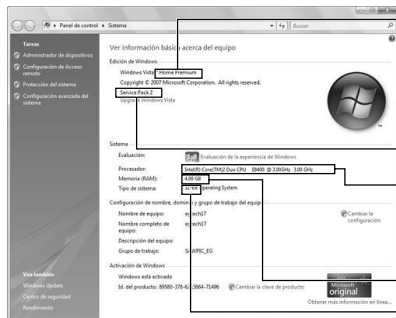 Panel de control ▸ Sistema
Buscar
Tareas
Administrador de dispositivos
Configuración de Acceso
remoto
Protección del sistema
Configuración avanzada del
sistema
Ver información básica acerca del equipo
Edición de Windows
Windows Vista™ Home Premium
Copyright © 2007 Microsoft Corporation. All rights reserved.
Service Pack 2
Upgrade Windows Vista
Sistema
Evaluación: Evaluación de la experiencia de Windows
Procesador: Intel(R) Core(TM)2 Duo CPU E8400 @ 3.00GHz 3.00 GHz
Memoria (RAM): 4.00 GB
Tipo de sistema: 32-bit Operating System
Configuración de nombre, dominio y grupo de trabajo del equipo
Nombre de equipo:
Cambiar la
configuración
Nombre completo de
equipo:
Descripción del equipo:
Grupo de trabajo:
Activación de Windows
Windows está activado
Id. del producto:
Cambiar la clave de producto
Microsoft
original
Obtener más información en línea...
Vea también
Windows Update
Centro de seguridad
Rendimiento